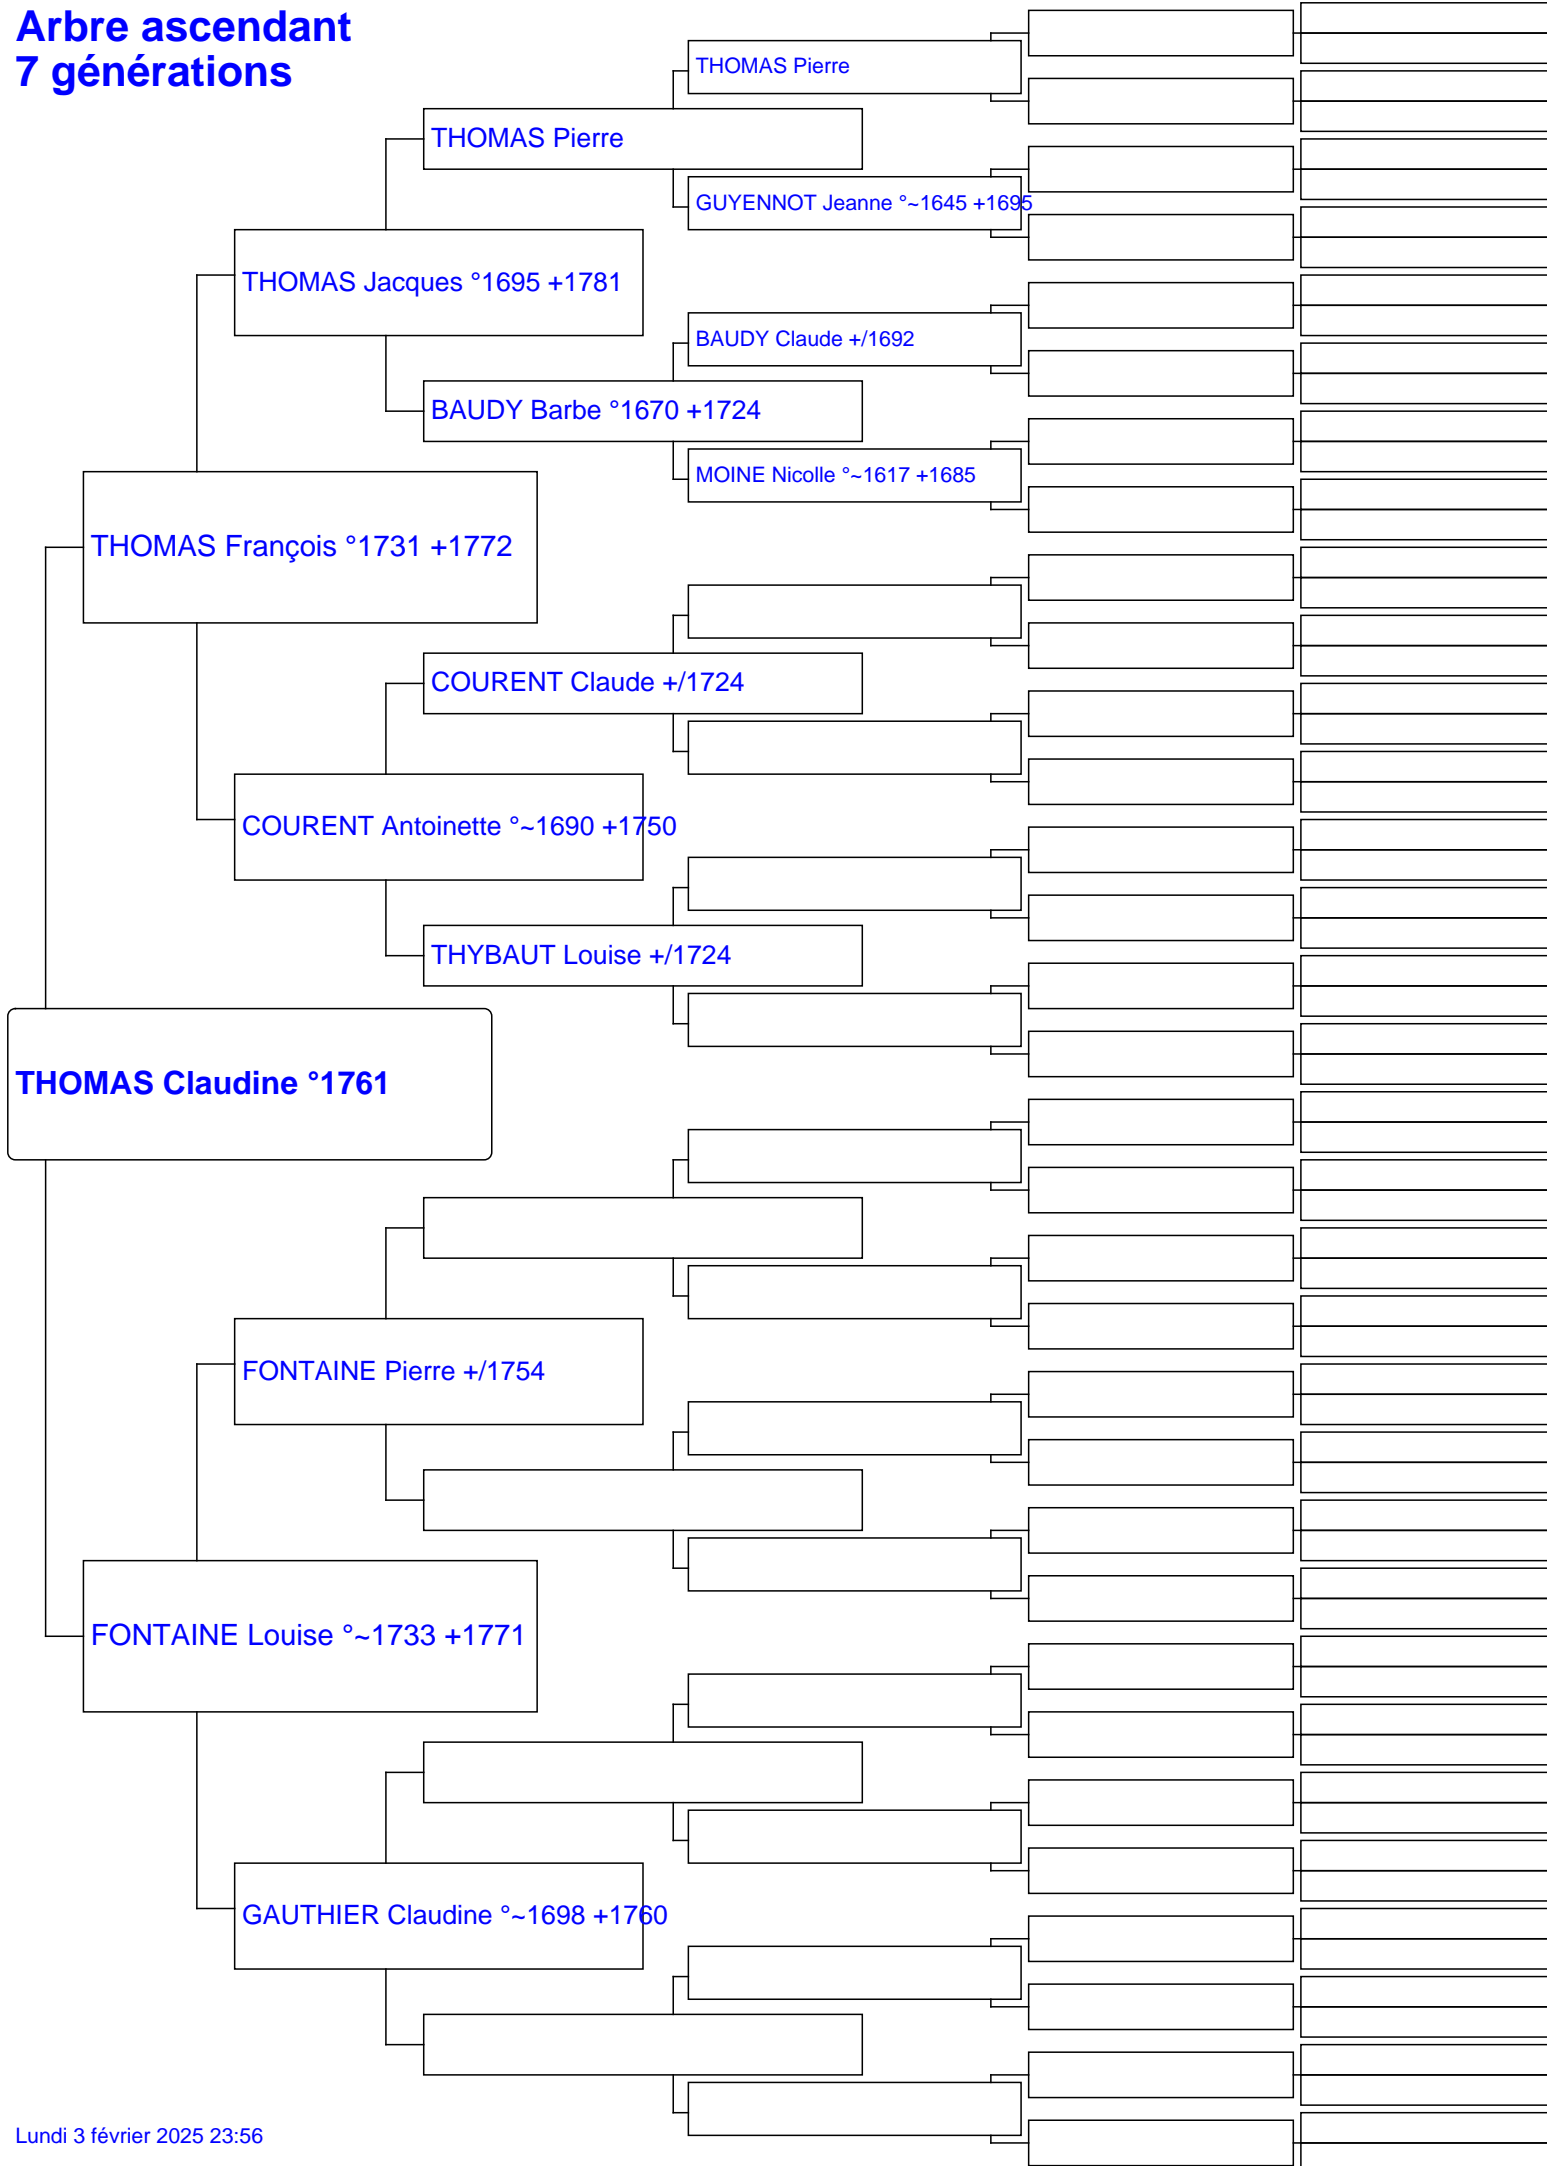 Arbre ascendant
7 générations
THOMAS Pierre
THOMAS Pierre
GUYENNOT Jeanne °~1645 +1695
THOMAS Jacques °1695 +1781
BAUDY Claude +/1692
BAUDY Barbe °1670 +1724
MOINE Nicolle °~1617 +1685
THOMAS François °1731 +1772
COURENT Claude +/1724
COURENT Antoinette °~1690 +1750
THYBAUT Louise +/1724
THOMAS Claudine °1761
FONTAINE Pierre +/1754
FONTAINE Louise °~1733 +1771
GAUTHIER Claudine °~1698 +1760
Lundi 3 février 2025 23:56